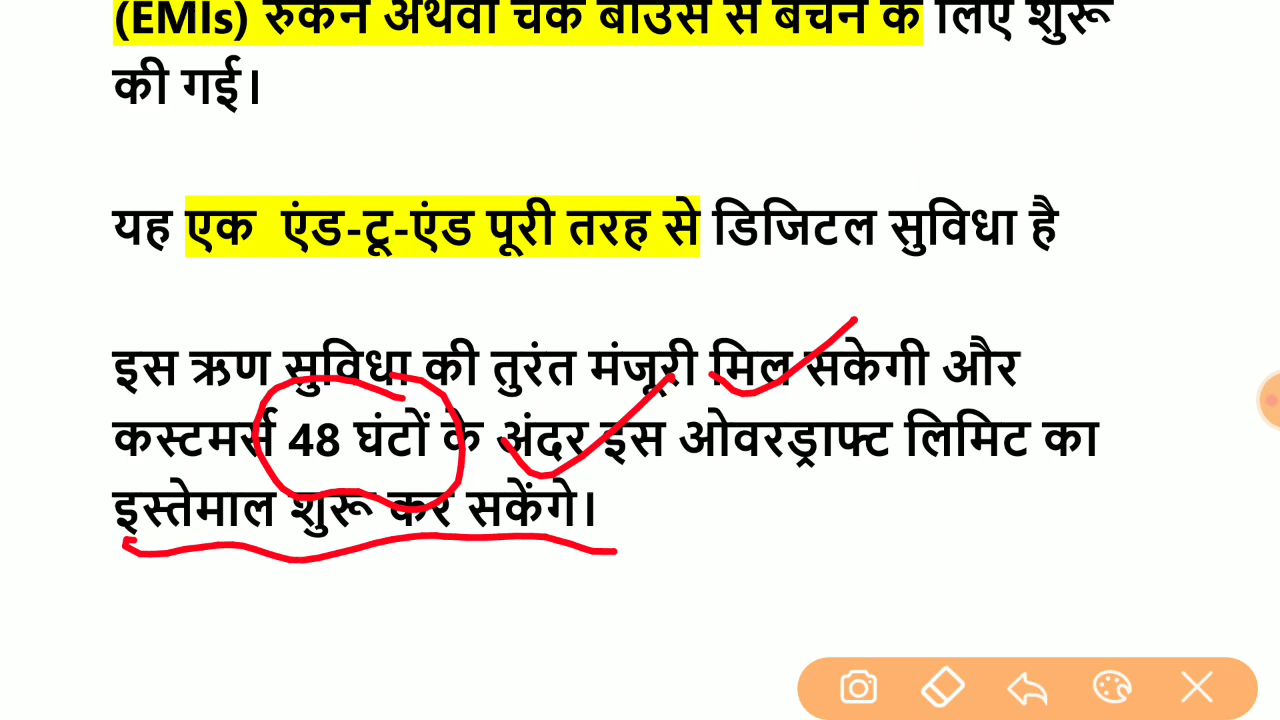 (EMIs) रुकने अथवा चेक बाउंस से बचने के लिए शुरू
की गई।
यह एक एंड-टू-एंड पूरी तरह से डिजिटल सुविधा है
इस ऋण सुविधा की तुरंत मंजूरी मिल सकेगी और
कस्टमर्स 48 घंटों के अंदर इस ओवरड्राफ्ट लिमिट का
इस्तेमाल शुरू कर सकेंगे।